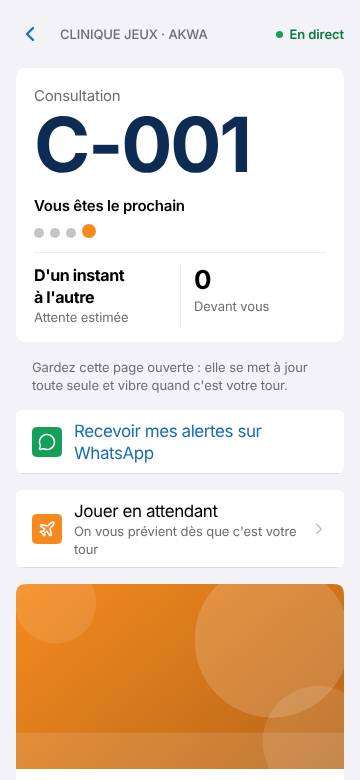 CLINIQUE JEUX · AKWA
En direct
Consultation
C-001
Vous êtes le prochain
D'un instant
à l'autre
Attente estimée
0
Devant vous
Gardez cette page ouverte : elle se met à jour
toute seule et vibre quand c'est votre tour.
Recevoir mes alertes sur
WhatsApp
Jouer en attendant
On vous prévient dès que c'est votre
tour